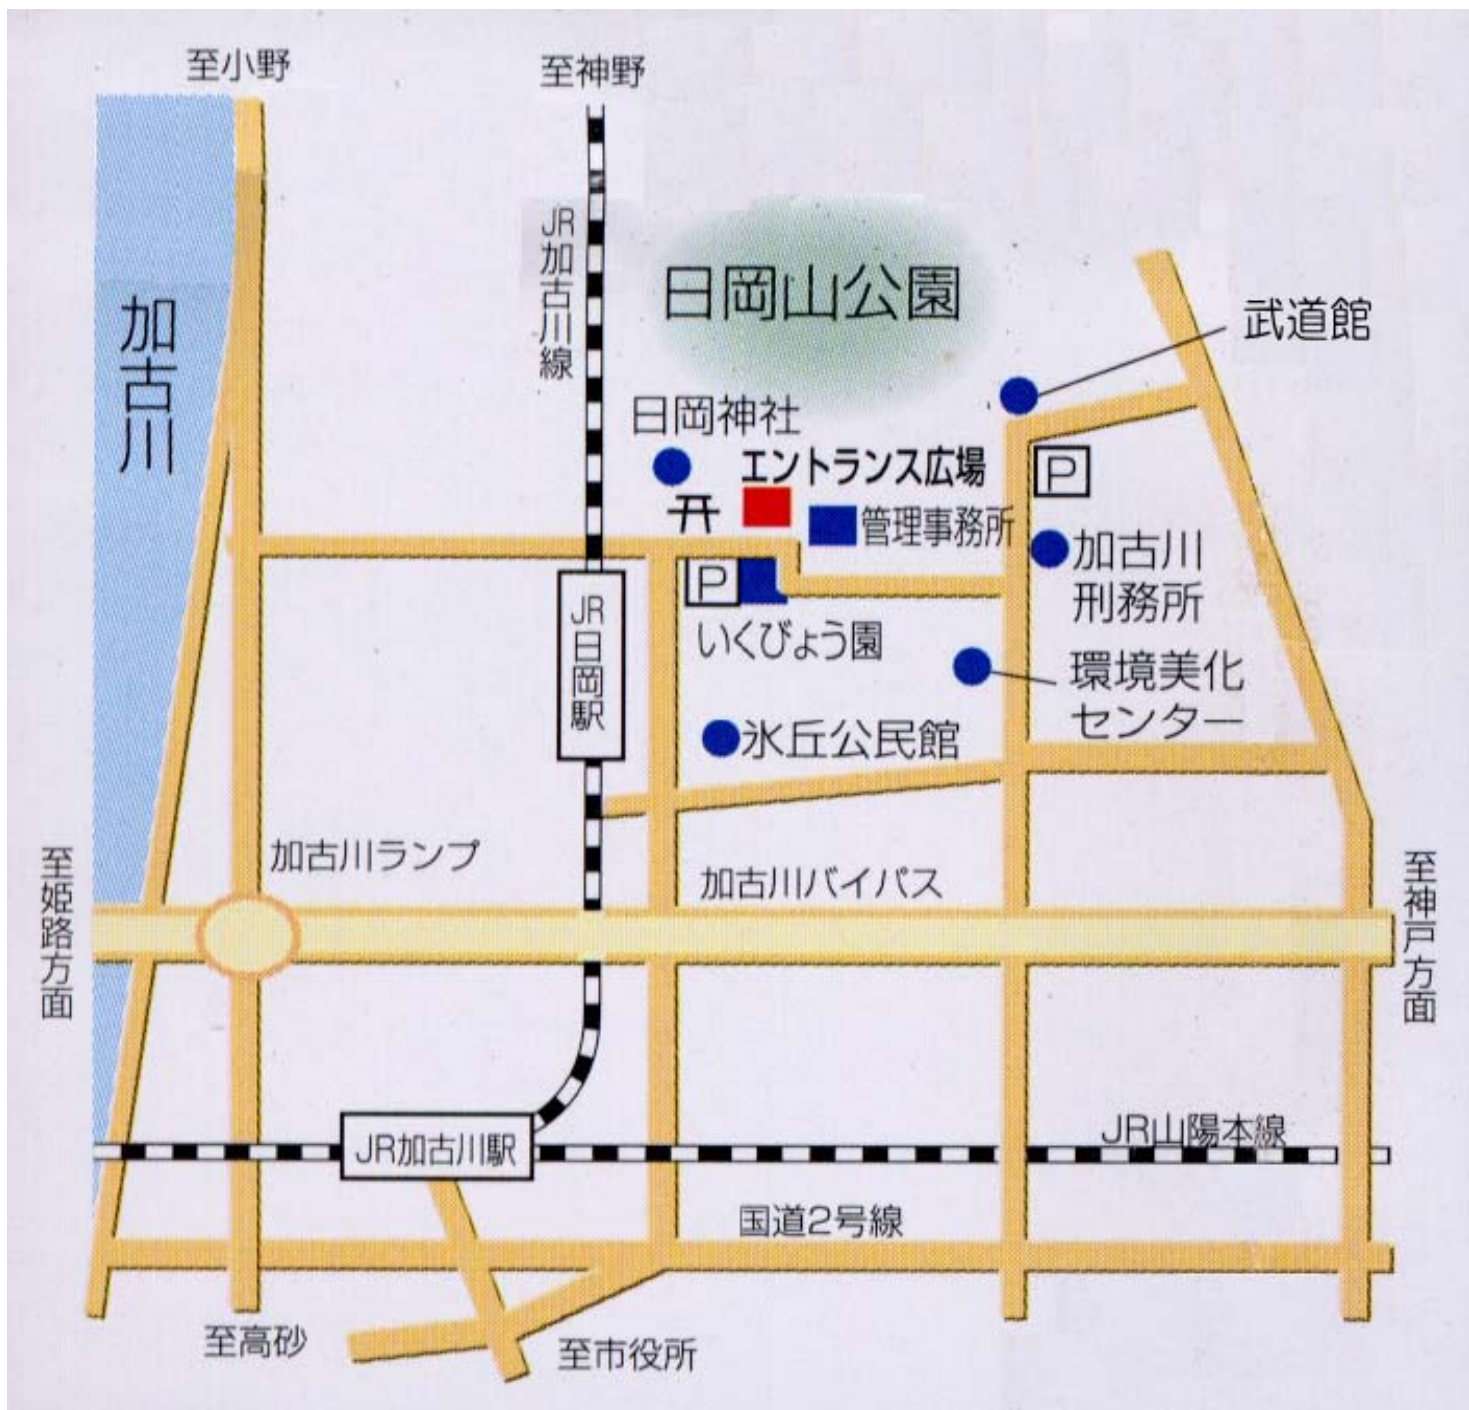 至小野
至神野
JR加古川線
日岡山公園
武道館
加古川
日岡神社
エントランス広場
P
管理事務所
加古川
刑務所
P
JR日岡駅
いくびょう園
環境美化
センター
氷丘公民館
加古川ランプ
加古川バイパス
至姫路方面
至神戸方面
JR山陽本線
JR加古川駅
国道2号線
至高砂
至市役所